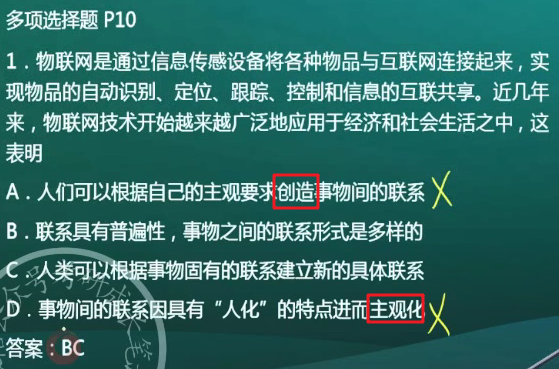 多项选择题 P10
1．物联网是通过信息传感设备将各种物品与互联网连接起来，实
现物品的自动识别、定位、跟踪、控制和信息的互联共享。近几年
来，物联网技术开始越来越广泛地应用于经济和社会生活之中，这
表明
A．人们可以根据自己的主观要求创造事物间的联系
B．联系具有普遍性，事物之间的联系形式是多样的
C．人类可以根据事物固有的联系建立新的具体联系
D．事物间的联系因具有“人化”的特点进而主观化
答案：BC